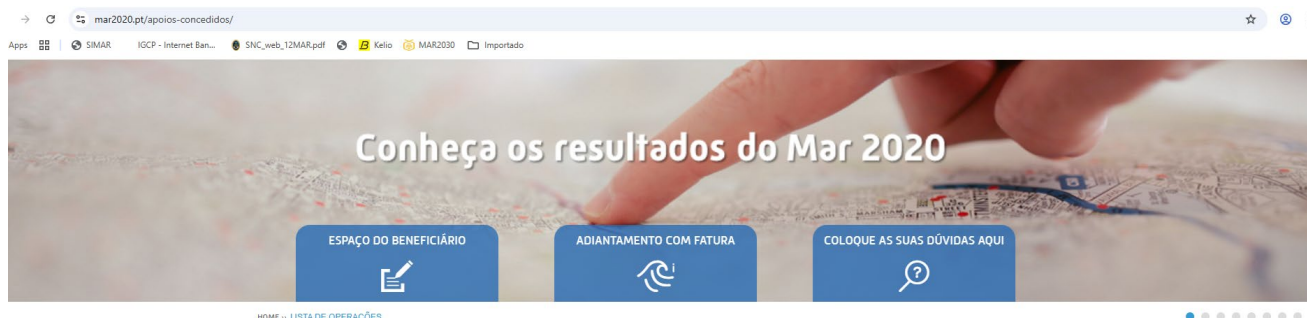 mar2020.pt/apoios-concedidos/
Apps SIMAR IGCP - Internet Ban... SNC_web_12MAR.pdf Kelio MAR2030 Importado
Conheça os resultados do Mar 2020
ESPAÇO DO BENEFICIÁRIO ADIANTAMENTO COM FATURA COLOQUE AS SUAS DÚVIDAS AQUI
HOME :: LISTA DE OPERAÇÕES